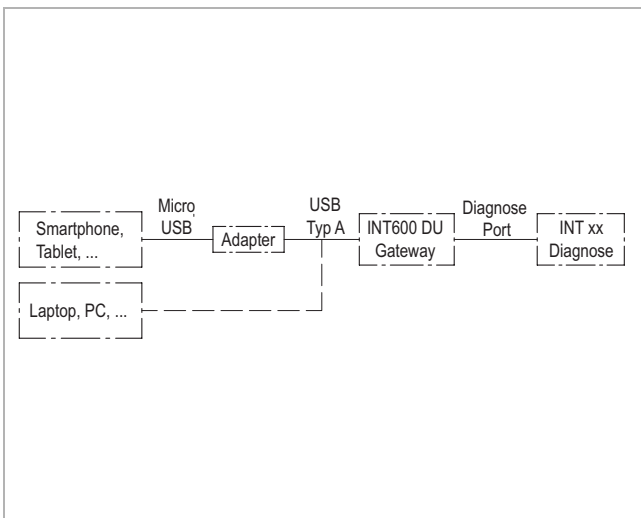 Micro
USB
USB
Typ A
Diagnose
Port
Smartphone,
Tablet, ...
Adapter
INT600 DU
Gateway
INT xx
Diagnose
Laptop, PC, ...